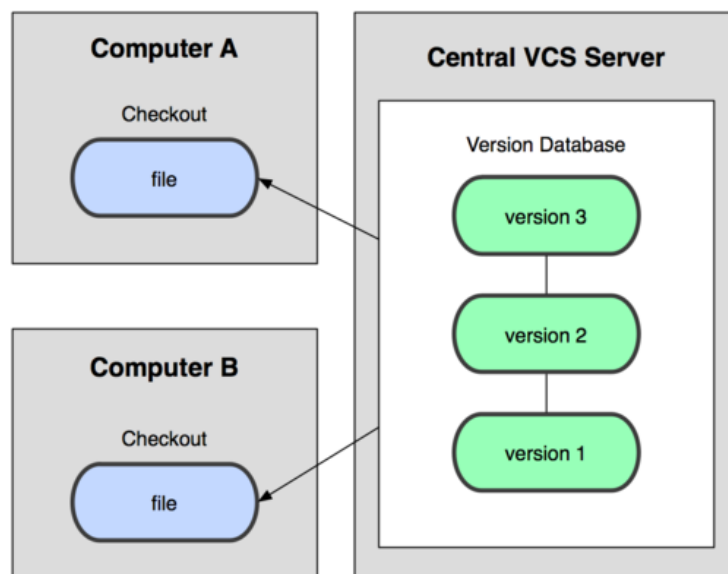 Computer A
Checkout
file
Central VCS Server
Version Database
version 3
version 2
version 1
Computer B
Checkout
file